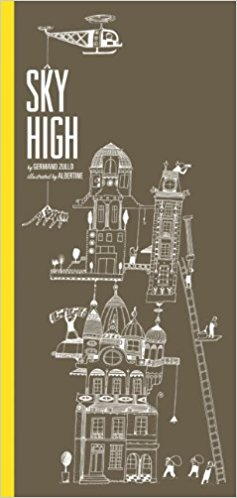 SKY
HIGH
by GERMANO ZULLO
illustrated by ALBERTINE